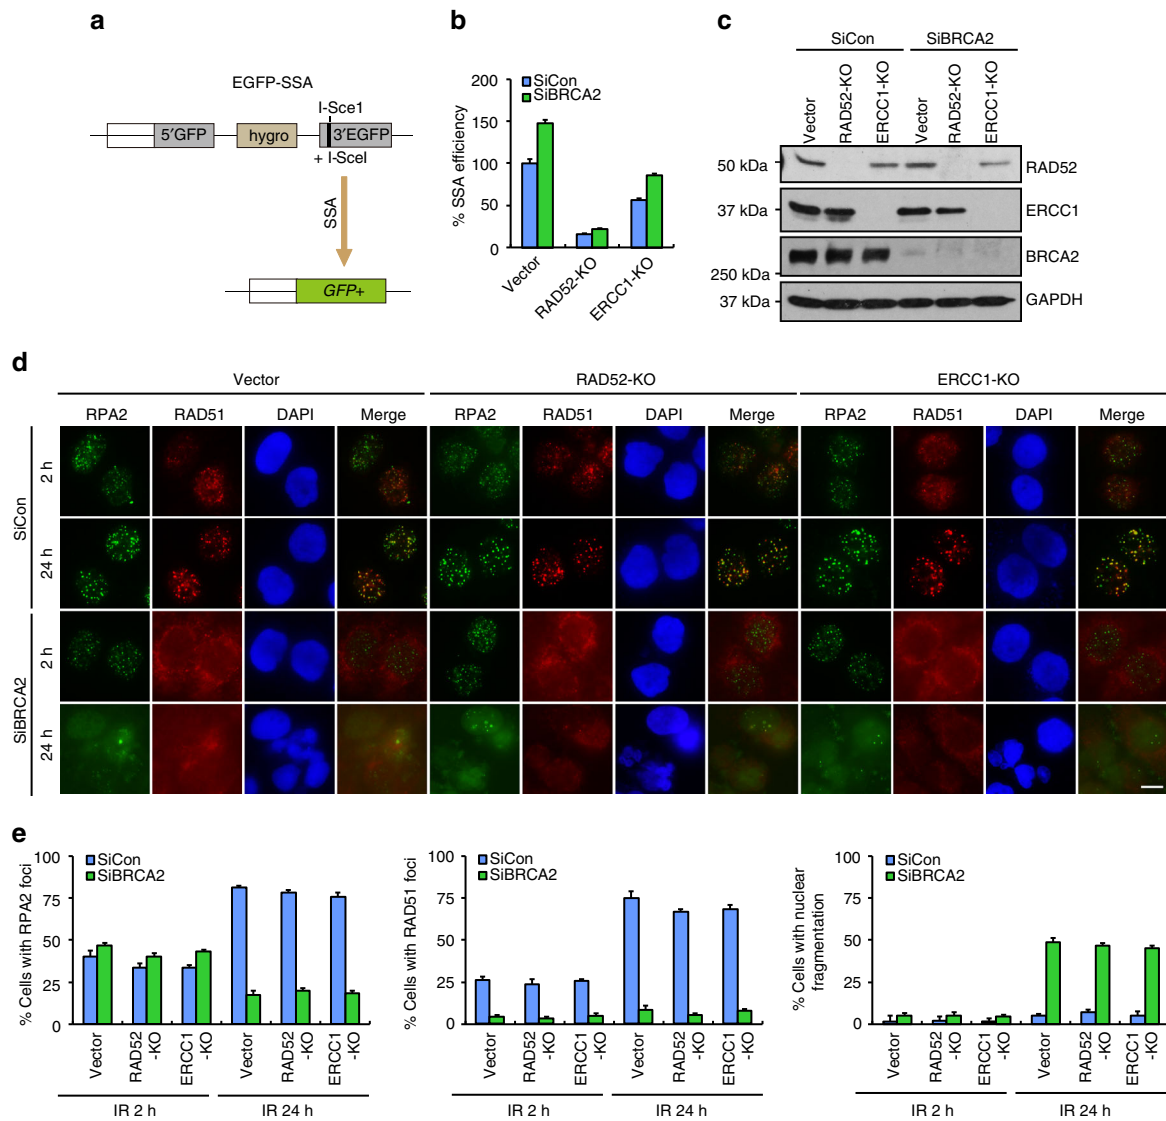 a
EGFP-SSA
I-Sce1
5′GFP
hygro
3′EGFP
+ I-SceI
SSA
GFP+
b
% SSA efficiency
200
150
100
50
0
SiCon
SiBRCA2
Vector
RAD52-KO
ERCC1-KO
c
SiCon
SiBRCA2
Vector
RAD52-KO
ERCC1-KO
Vector
RAD52-KO
ERCC1-KO
50 kDa
RAD52
37 kDa
ERCC1
BRCA2
250 kDa
37 kDa
GAPDH
d
Vector
RAD52-KO
ERCC1-KO
RPA2
RAD51
DAPI
Merge
RPA2
RAD51
DAPI
Merge
RPA2
RAD51
DAPI
Merge
SiCon
2 h
24 h
SiBRCA2
2 h
24 h
e
% Cells with RPA2 foci
100
75
50
25
0
SiCon
SiBRCA2
Vector
RAD52
-KO
ERCC1
-KO
Vector
RAD52
-KO
ERCC1
-KO
IR 2 h
IR 24 h
% Cells with RAD51 foci
100
75
50
25
0
SiCon
SiBRCA2
Vector
RAD52
-KO
ERCC1
-KO
Vector
RAD52
-KO
ERCC1
-KO
IR 2 h
IR 24 h
% Cells with nuclear
fragmentation
100
75
50
25
0
SiCon
SiBRCA2
Vector
RAD52
-KO
ERCC1
-KO
Vector
RAD52
-KO
ERCC1
-KO
IR 2 h
IR 24 h